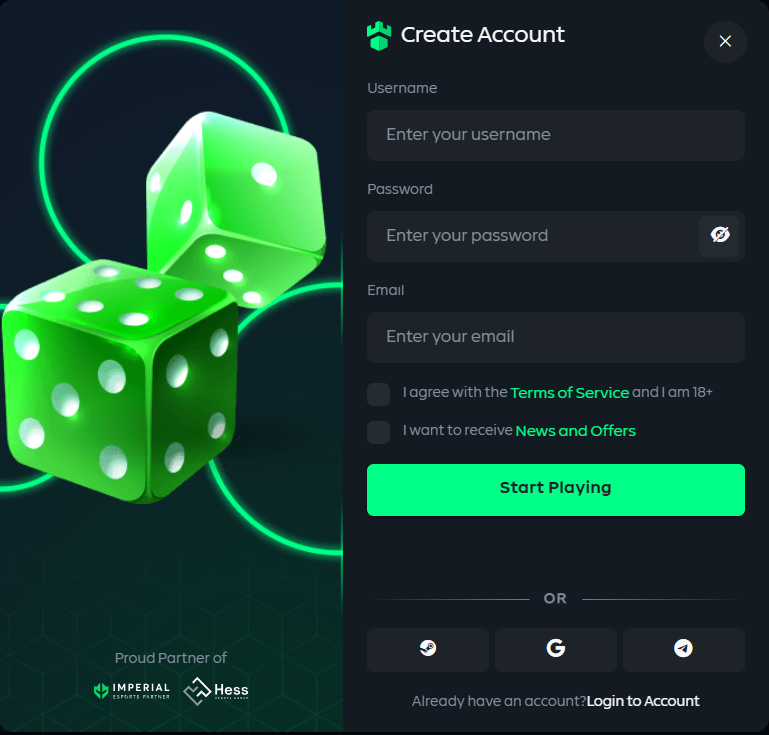 Create Account
Username
Enter your username
Password
Enter your password
Email
Enter your email
I agree with the Terms of Service and I am 18+
I want to receive News and Offers
Start Playing
OR
Already have an account?Login to Account
Proud Partner of
IMPERIAL
ESPORTS PARTNER
Hess